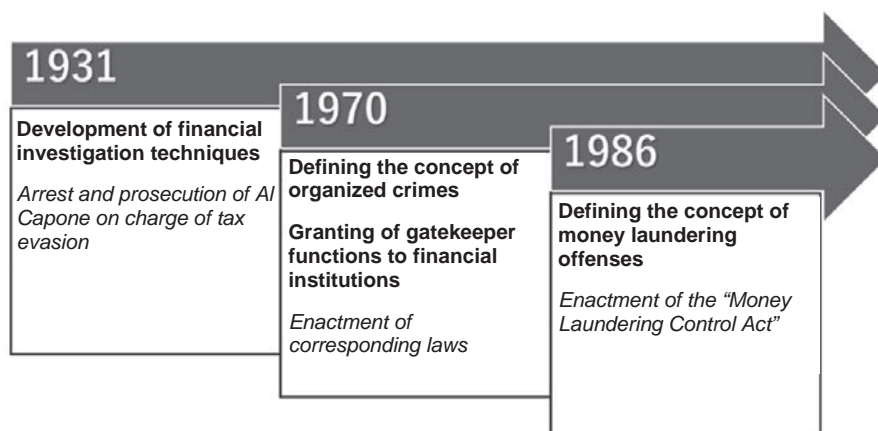 1931
Development of financial
investigation techniques
Arrest and prosecution of Al
Capone on charge of tax
evasion
1970
Defining the concept of
organized crimes
Granting of gatekeeper
functions to financial
institutions
Enactment of
corresponding laws
1986
Defining the concept of
money laundering
offenses
Enactment of the “Money
Laundering Control Act”